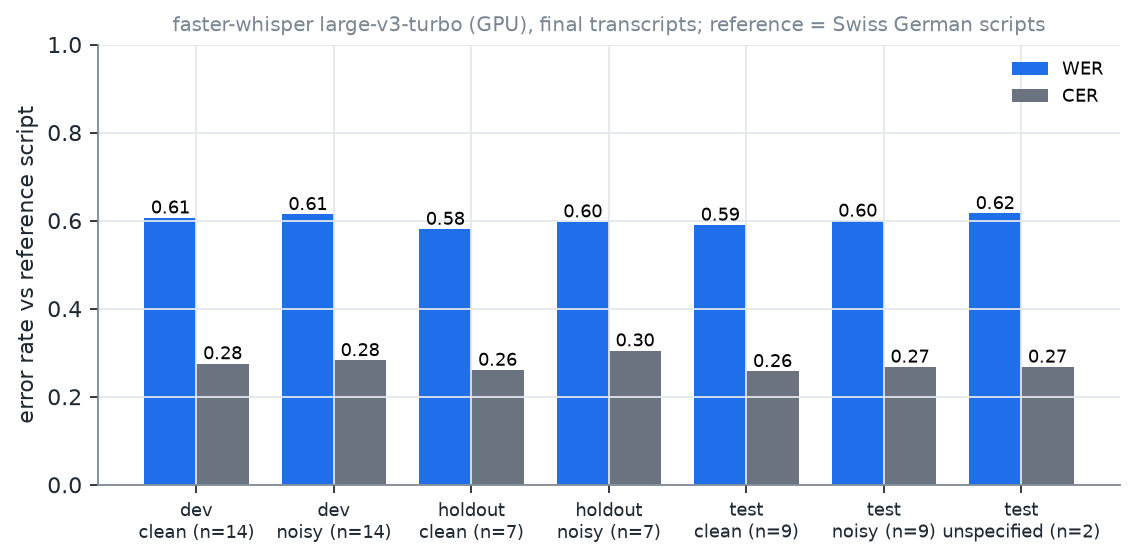 faster-whisper large-v3-turbo (GPU), final transcripts; reference = Swiss German scripts
error rate vs reference script
1.0
0.8
0.6
0.4
0.2
0.0
WER
CER
0.61
0.28
0.61
0.28
0.58
0.26
0.60
0.30
0.59
0.26
0.60
0.27
0.62
0.27
dev
clean (n=14)
dev
noisy (n=14)
holdout
clean (n=7)
holdout
noisy (n=7)
test
clean (n=9)
test
noisy (n=9)
test
unspecified (n=2)